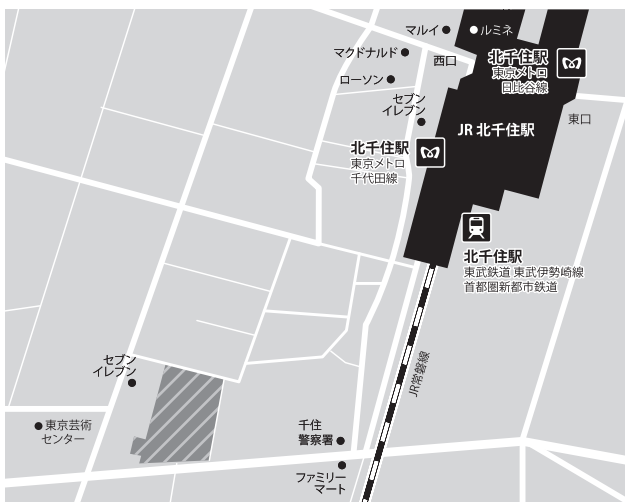 マルイ
ルミネ
マクドナルド
西口
北千住駅
東京メトロ
日比谷線
ローソン
セブン
イレブン
JR 北千住駅
東口
北千住駅
東京メトロ
千代田線
北千住駅
東武鉄道 東武伊勢崎線
首都圏新都市鉄道
JR常磐線
セブン
イレブン
東京芸術
センター
千住
警察署
ファミリー
マート